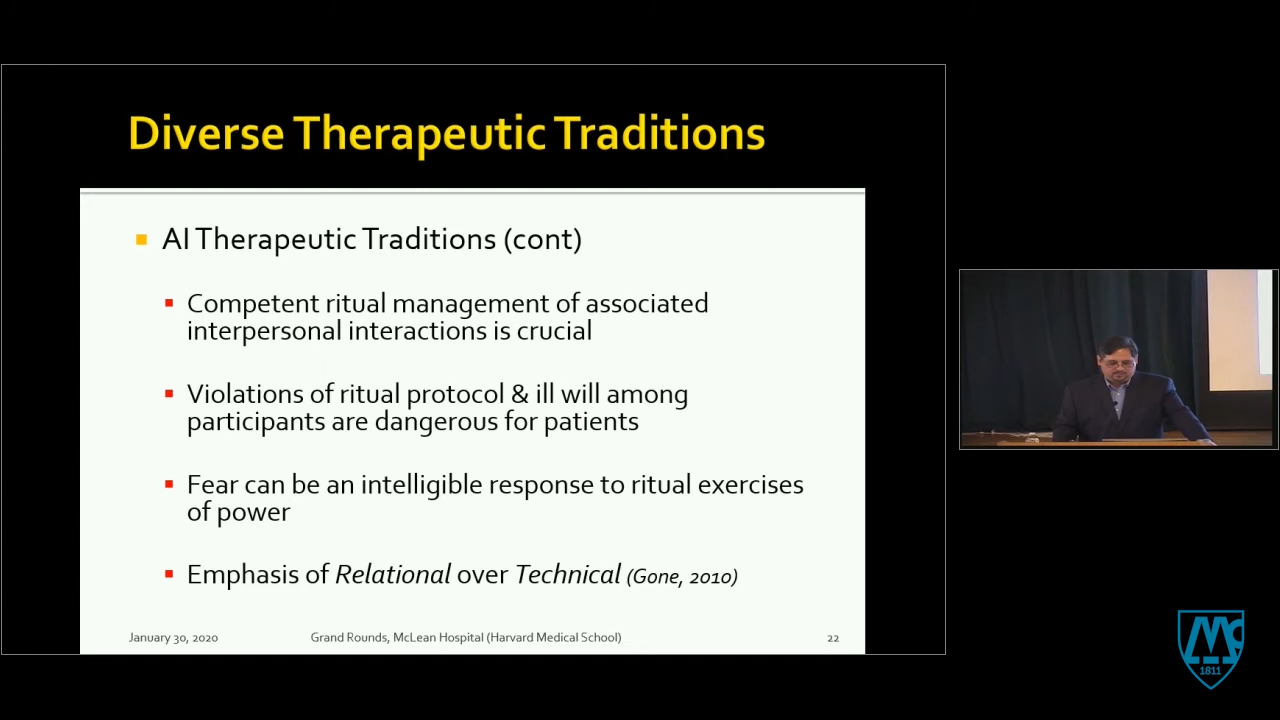 Diverse Therapeutic Traditions
AI Therapeutic Traditions (cont)
Competent ritual management of associated
interpersonal interactions is crucial
Violations of ritual protocol & ill will among
participants are dangerous for patients
Fear can be an intelligible response to ritual exercises
of power
Emphasis of Relational over Technical (Gone, 2010)
January 30, 2020
Grand Rounds, McLean Hospital (Harvard Medical School)
22
Mc
1811